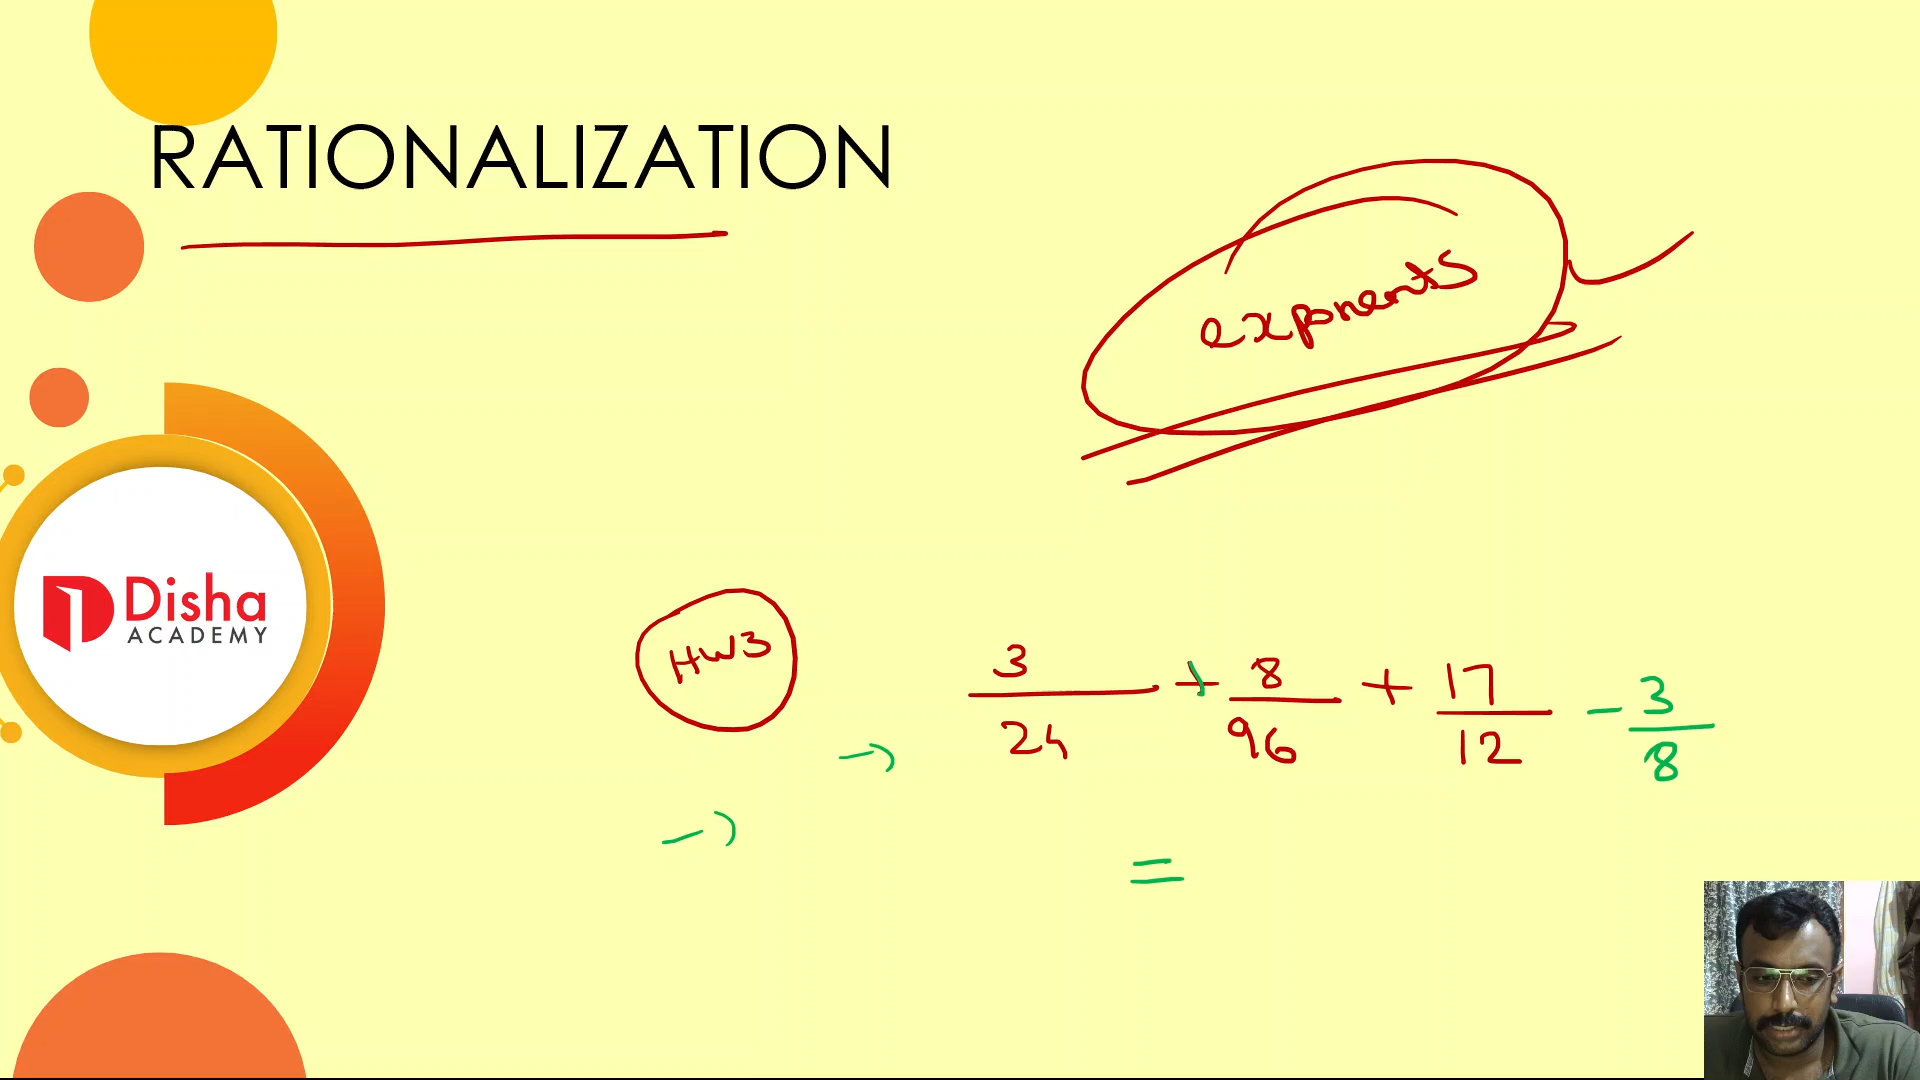 RATIONALIZATION
exponents
Disha
ACADEMY
HW3
3/24 + 8/96 + 17/12 - 3/8
=